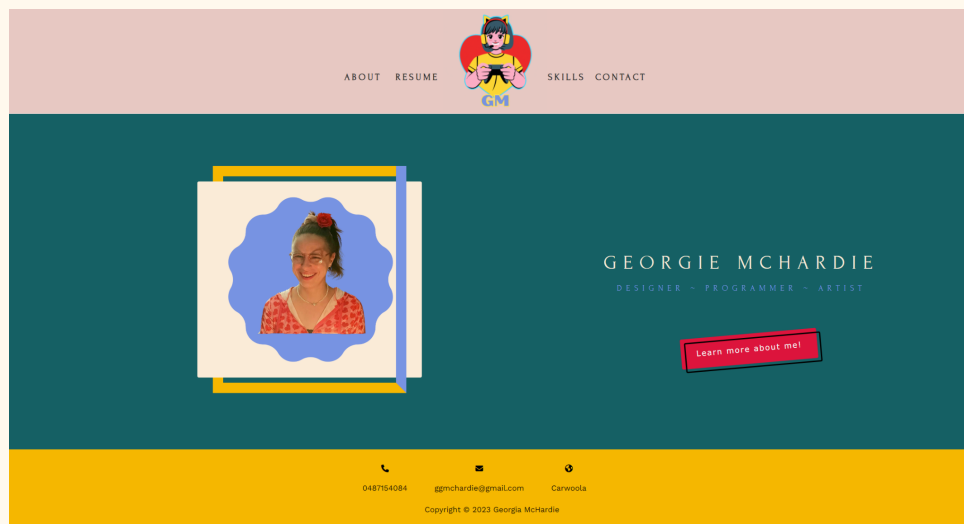 ABOUT RESUME SKILLS CONTACT
GM
GEORGIE MCHARDIE
DESIGNER ~ PROGRAMMER ~ ARTIST
Learn more about me!
0487154084 ggmchardie@gmail.com Carwoola
Copyright © 2023 Georgia McHardie